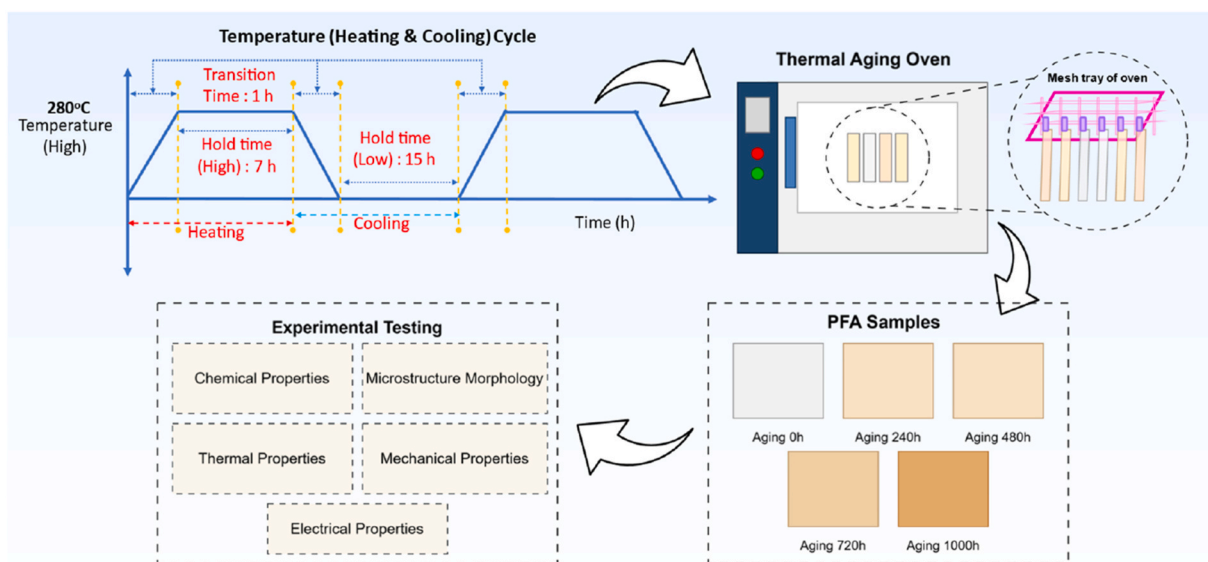 Temperature (Heating & Cooling) Cycle
Transition
Time : 1 h
280°C
Temperature
(High)
Hold time
(High) : 7 h
Hold time
(Low) : 15 h
Heating
Cooling
Time (h)
Thermal Aging Oven
Mesh tray of oven
Experimental Testing
Chemical Properties
Microstructure Morphology
Thermal Properties
Mechanical Properties
Electrical Properties
PFA Samples
Aging 0h
Aging 240h
Aging 480h
Aging 720h
Aging 1000h